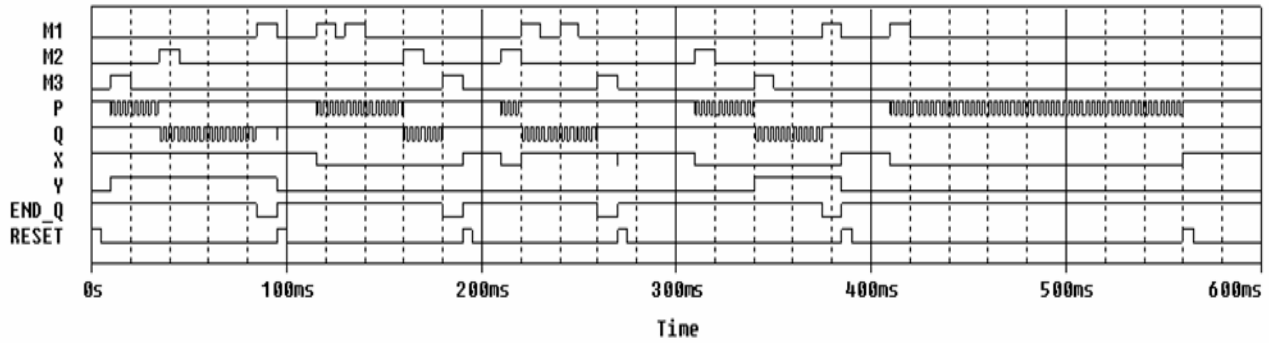 M1
M2
M3
P
Q
X
Y
END_Q
RESET
0s 100ms 200ms 300ms 400ms 500ms 600ms
Time